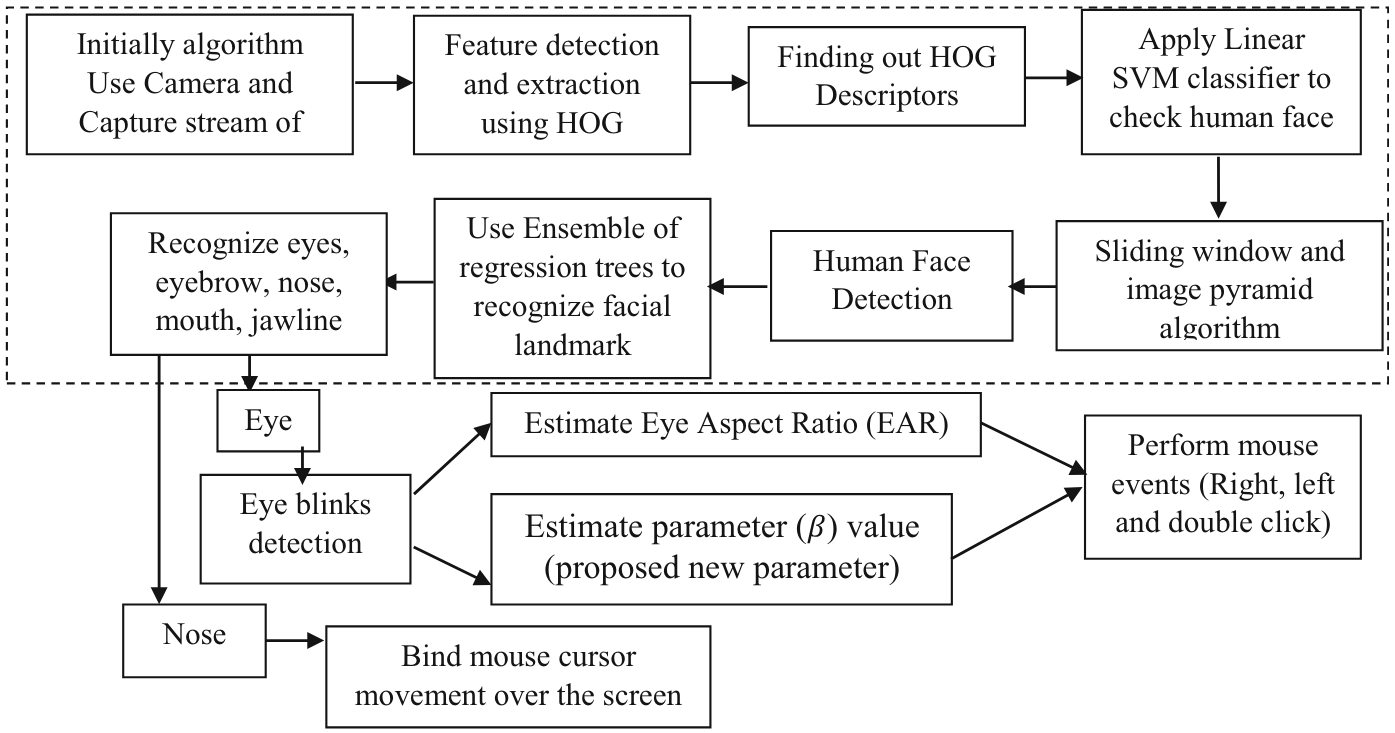 Initially algorithm
Use Camera and
Capture stream of
Feature detection
and extraction
using HOG
Finding out HOG
Descriptors
Apply Linear
SVM classifier to
check human face
Sliding window and
image pyramid
algorithm
Human Face
Detection
Use Ensemble of
regression trees to
recognize facial
landmark
Recognize eyes,
eyebrow, nose,
mouth, jawline
Eye
Eye blinks
detection
Estimate Eye Aspect Ratio (EAR)
Estimate parameter (β) value
(proposed new parameter)
Perform mouse
events (Right, left
and double click)
Nose
Bind mouse cursor
movement over the screen